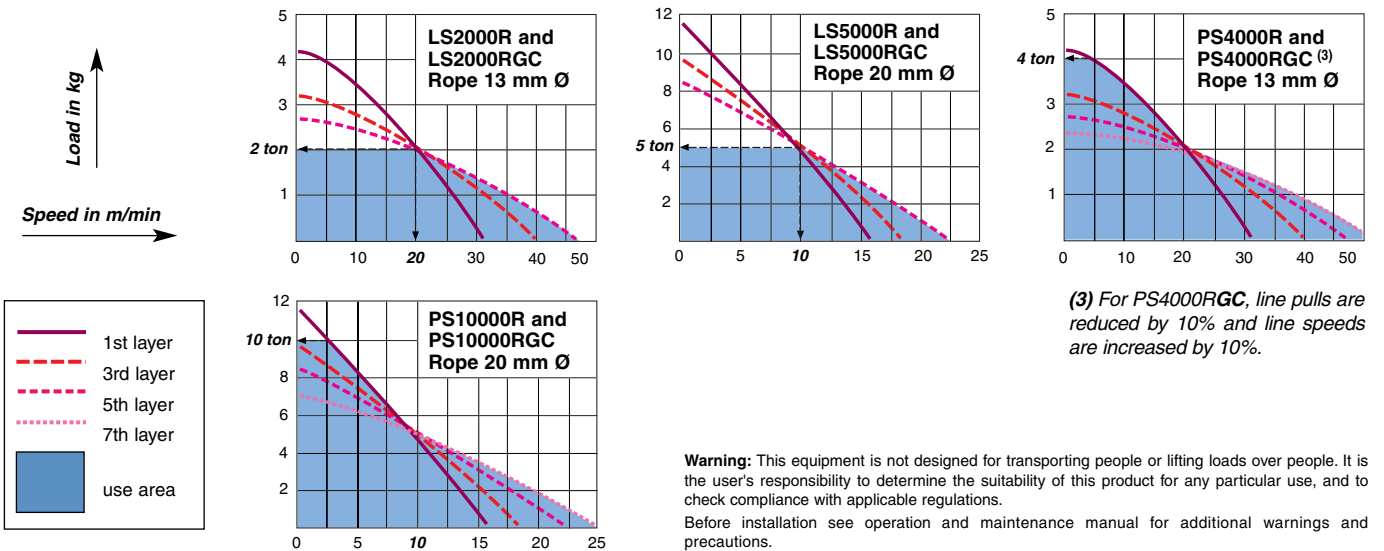 Load in kg
Speed in m/min
5
4
3
2 ton
1
LS2000R and
LS2000RGC
Rope 13 mm Ø
0 10 20 30 40 50
12
10
8
6
5 ton
4
2
LS5000R and
LS5000RGC
Rope 20 mm Ø
0 5 10 15 20 25
5
4 ton
3
2
1
PS4000R and
PS4000RGC (3)
Rope 13 mm Ø
0 10 20 30 40 50
(3) For PS4000RGC, line pulls are
reduced by 10% and line speeds
are increased by 10%.
1st layer
3rd layer
5th layer
7th layer
use area
12
10 ton
8
6
4
2
PS10000R and
PS10000RGC
Rope 20 mm Ø
0 5 10 15 20 25
Warning: This equipment is not designed for transporting people or lifting loads over people. It is
the user's responsibility to determine the suitability of this product for any particular use, and to
check compliance with applicable regulations.
Before installation see operation and maintenance manual for additional warnings and
precautions.